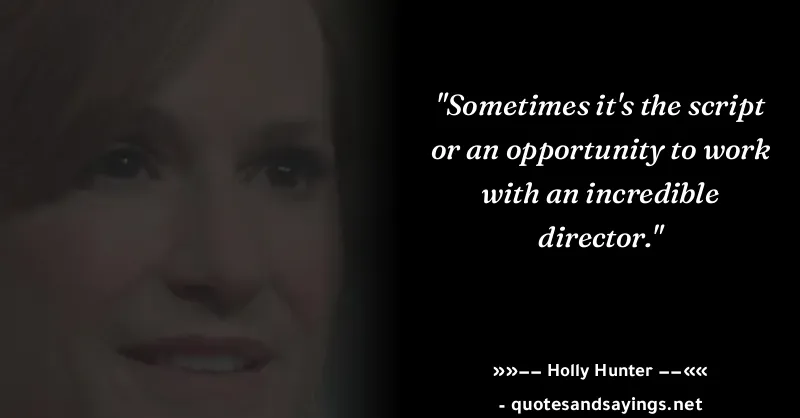 "Sometimes it's the script
or an opportunity to work
with an incredible
director."
»»−− Holly Hunter −−««
- quotesandsayings.net